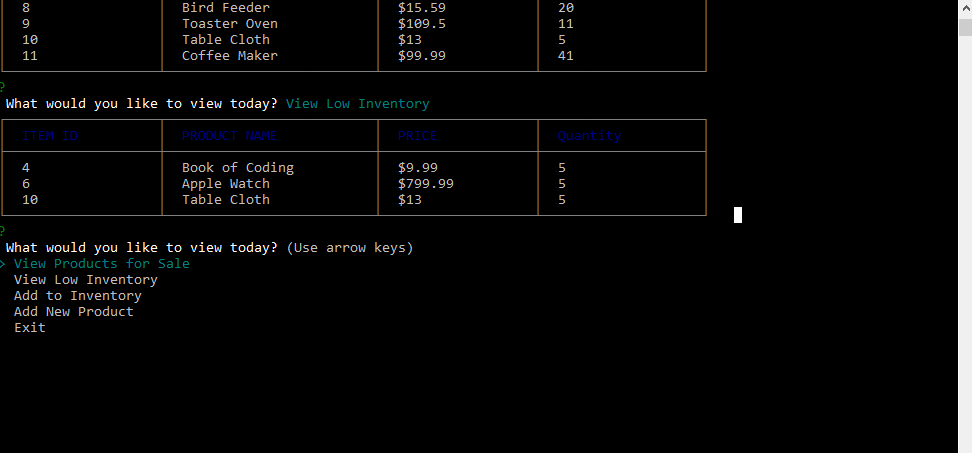 8 Bird Feeder $15.59 20
9 Toaster Oven $109.5 11
10 Table Cloth $13 5
11 Coffee Maker $99.99 41
?
What would you like to view today? View Low Inventory
ITEM ID PRODUCT NAME PRICE Quantity
4 Book of Coding $9.99 5
6 Apple Watch $799.99 5
10 Table Cloth $13 5
?
What would you like to view today? (Use arrow keys)
> View Products for Sale
View Low Inventory
Add to Inventory
Add New Product
Exit